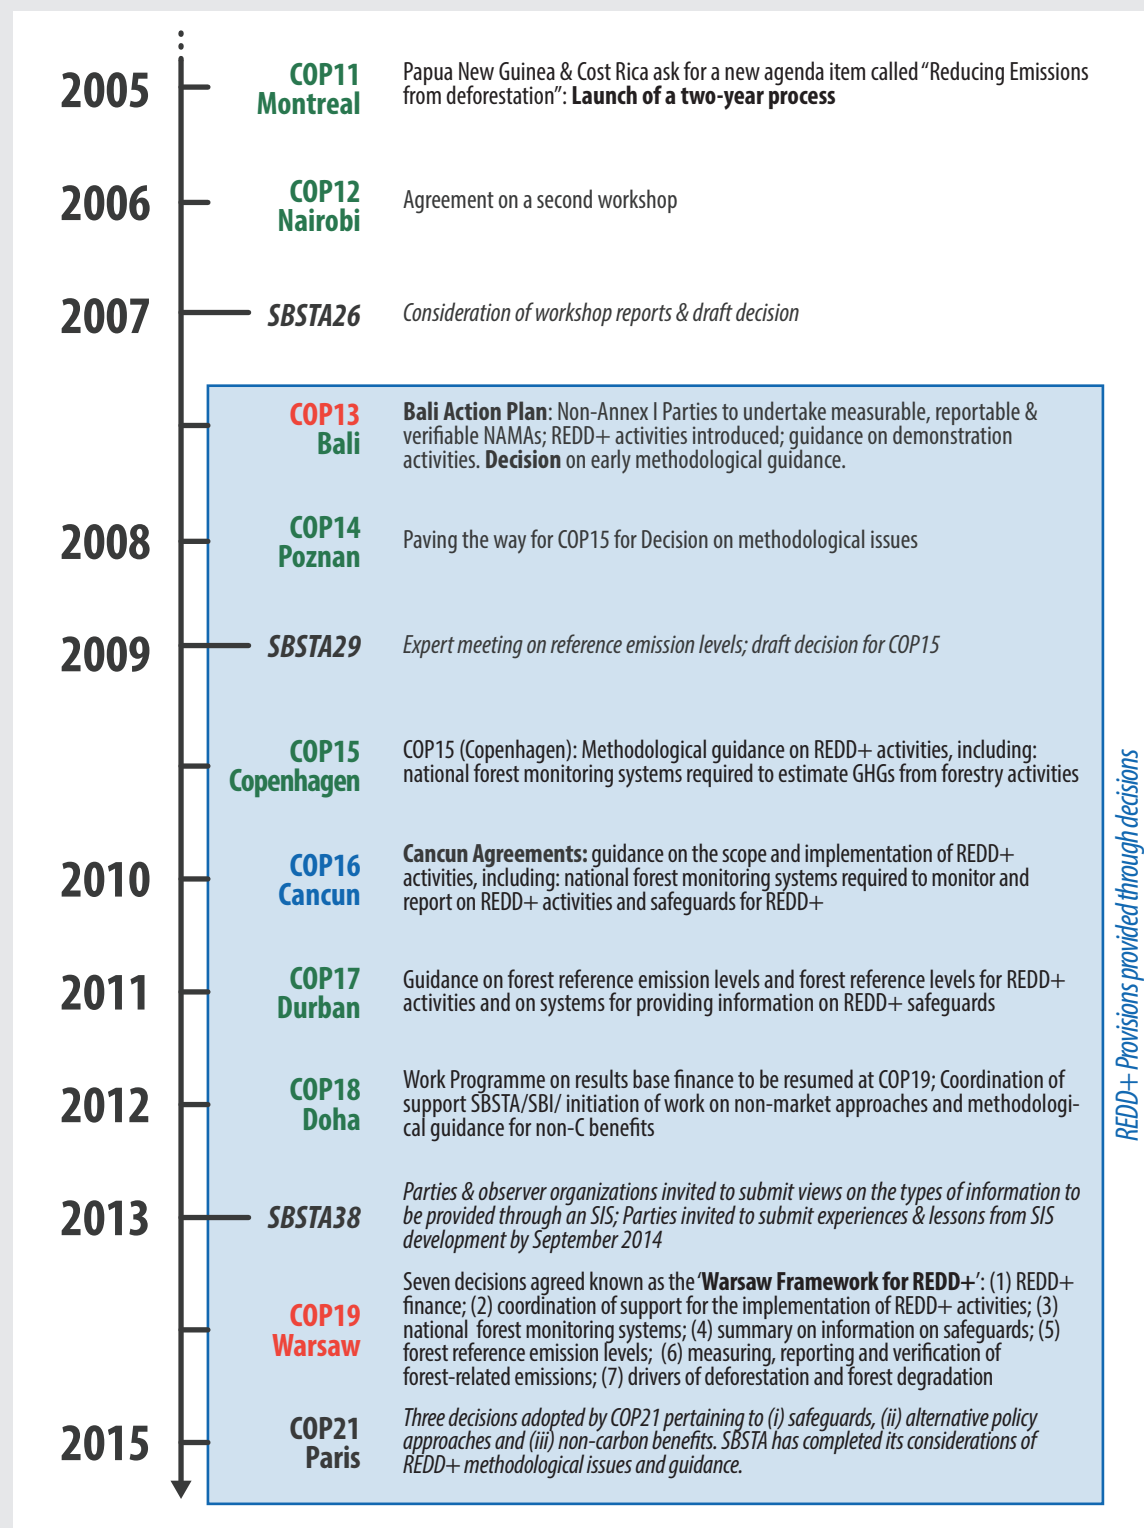 2005
COP11
Montreal
Papua New Guinea & Cost Rica ask for a new agenda item called “Reducing Emissions
from deforestation”: Launch of a two-year process
2006
COP12
Nairobi
Agreement on a second workshop
2007
SBSTA26
Consideration of workshop reports & draft decision
COP13
Bali
Bali Action Plan: Non-Annex I Parties to undertake measurable, reportable &
verifiable NAMAs; REDD+ activities introduced; guidance on demonstration
activities. Decision on early methodological guidance.
2008
COP14
Poznan
Paving the way for COP15 for Decision on methodological issues
2009
SBSTA29
Expert meeting on reference emission levels; draft decision for COP15
COP15
Copenhagen
COP15 (Copenhagen): Methodological guidance on REDD+ activities, including:
national forest monitoring systems required to estimate GHGs from forestry activities
2010
COP16
Cancun
Cancun Agreements: guidance on the scope and implementation of REDD+
activities, including: national forest monitoring systems required to monitor and
report on REDD+ activities and safeguards for REDD+
2011
COP17
Durban
Guidance on forest reference emission levels and forest reference levels for REDD+
activities and on systems for providing information on REDD+ safeguards
2012
COP18
Doha
Work Programme on results base finance to be resumed at COP19; Coordination of
support SBSTA/SBI/ initiation of work on non-market approaches and methodologi-
cal guidance for non-C benefits
2013
SBSTA38
Parties & observer organizations invited to submit views on the types of information to
be provided through an SIS; Parties invited to submit experiences & lessons from SIS
development by September 2014
COP19
Warsaw
Seven decisions agreed known as the ‘Warsaw Framework for REDD+’: (1) REDD+
finance; (2) coordination of support for the implementation of REDD+ activities; (3)
national forest monitoring systems; (4) summary on information on safeguards; (5)
forest reference emission levels; (6) measuring, reporting and verification of
forest-related emissions; (7) drivers of deforestation and forest degradation
2015
COP21
Paris
Three decisions adopted by COP21 pertaining to (i) safeguards, (ii) alternative policy
approaches and (iii) non-carbon benefits. SBSTA has completed its considerations of
REDD+ methodological issues and guidance.
REDD+ Provisions provided through decisions